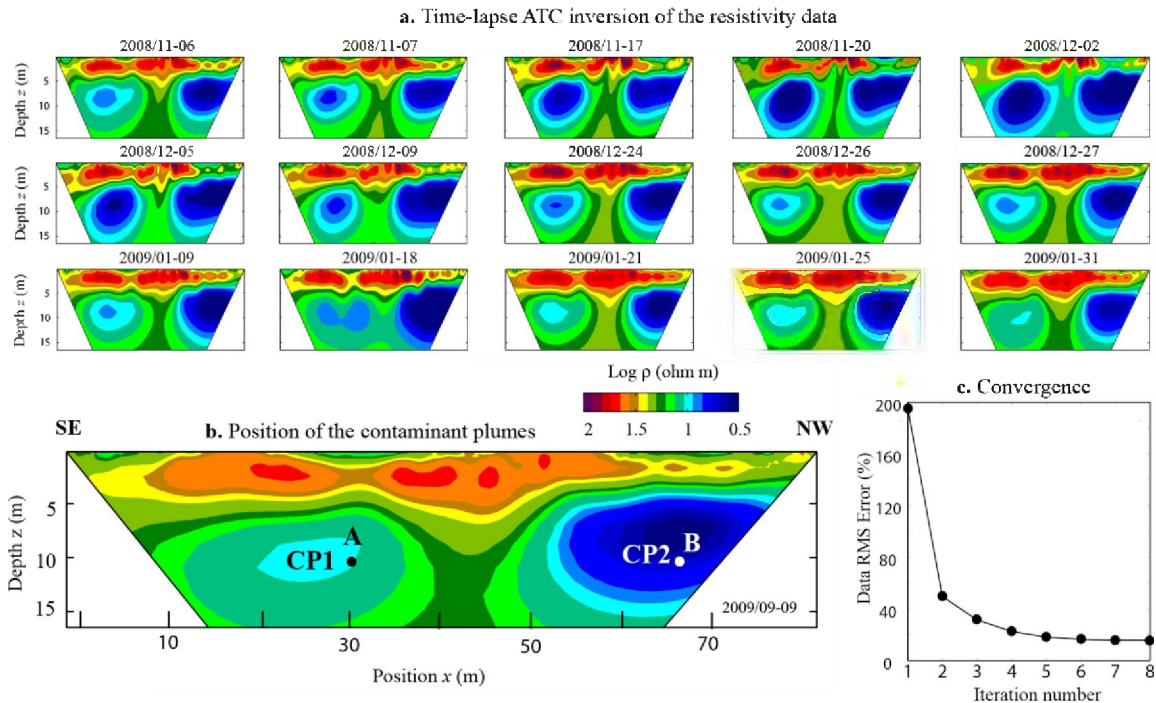 a. Time-lapse ATC inversion of the resistivity data
2008/11-06 2008/11-07 2008/11-17 2008/11-20 2008/12-02
Depth z (m)
5
10
15
2008/12-05 2008/12-09 2008/12-24 2008/12-26 2008/12-27
Depth z (m)
5
10
15
2009/01-09 2009/01-18 2009/01-21 2009/01-25 2009/01-31
Depth z (m)
5
10
15
Log ρ (ohm m)
2 1.5 1 0.5
SE
b. Position of the contaminant plumes
NW
Depth z (m)
5
10
15
A
CP1
B
CP2
2009/09-09
10 30 50 70
Position x (m)
c. Convergence
Data RMS Error (%)
200
160
120
80
40
0
1 2 3 4 5 6 7 8
Iteration number